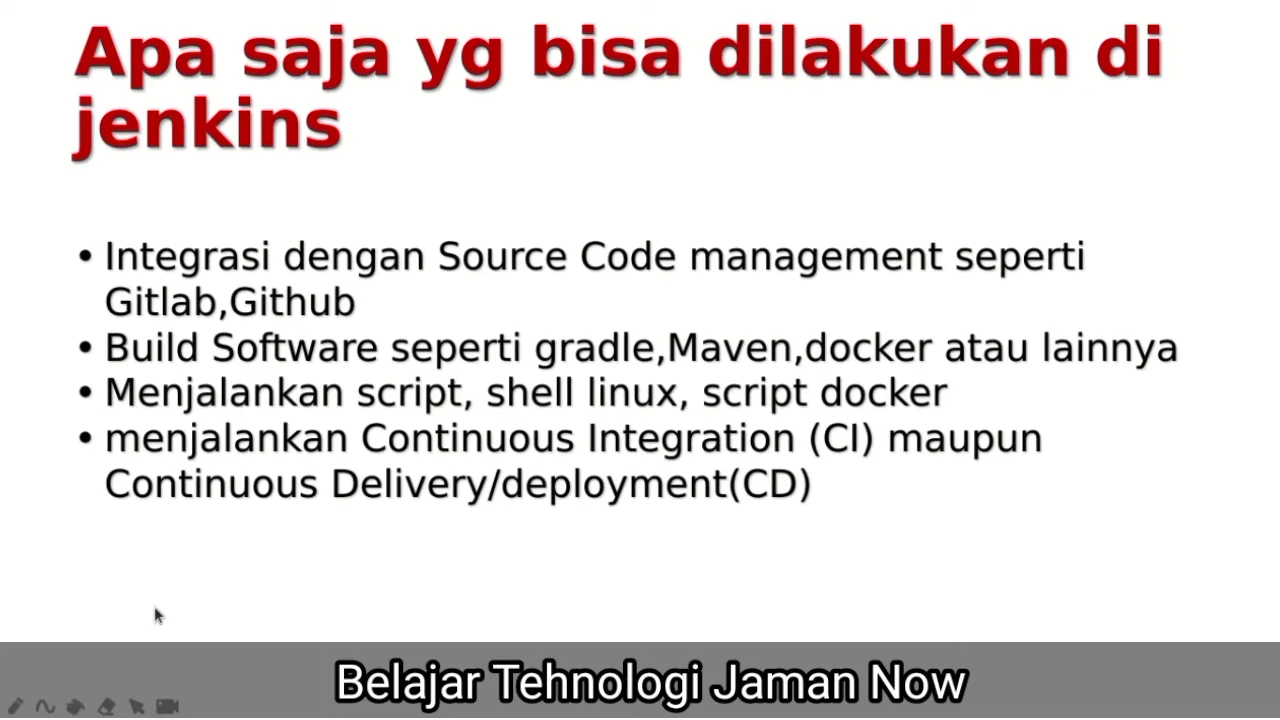 Apa saja yg bisa dilakukan di
jenkins
• Integrasi dengan Source Code management seperti
Gitlab,Github
• Build Software seperti gradle,Maven,docker atau lainnya
• Menjalankan script, shell linux, script docker
• menjalankan Continuous Integration (CI) maupun
Continuous Delivery/deployment(CD)
Belajar Tehnologi Jaman Now